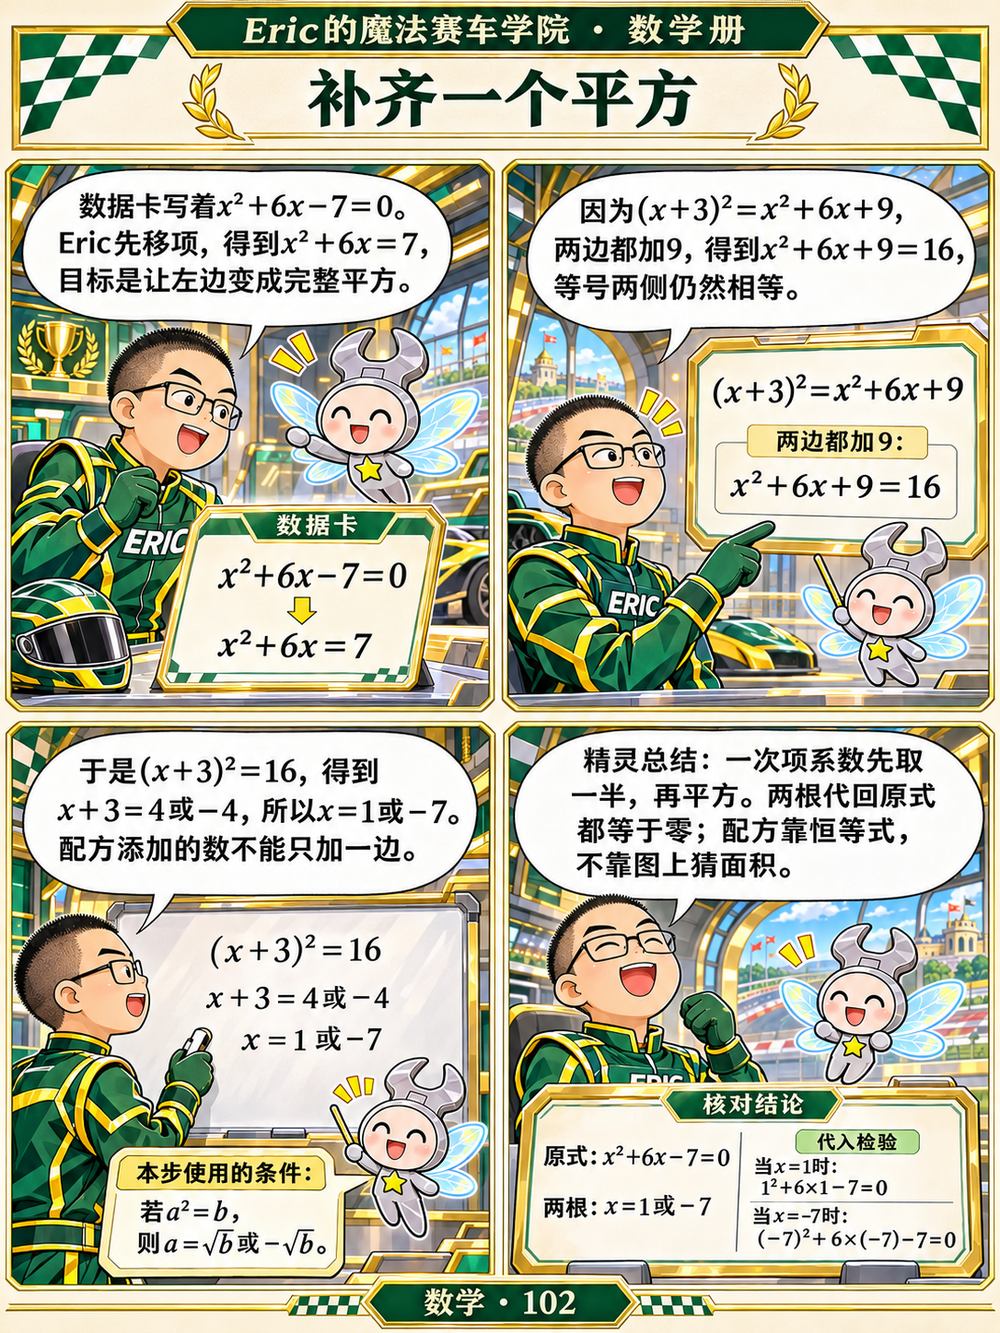 Eric的魔法赛车学院 · 数学册
补齐一个平方
数据卡写着x²+6x−7=0。
Eric先移项，得到x²+6x=7，
目标是让左边变成完整平方。
ERIC
数据卡
x²+6x−7=0
x²+6x=7
因为(x+3)²=x²+6x+9，
两边都加9，得到x²+6x+9=16，
等号两侧仍然相等。
(x+3)²=x²+6x+9
两边都加9：
x²+6x+9=16
ERIC
于是(x+3)²=16，得到
x+3=4或−4，所以x=1或−7。
配方添加的数不能只加一边。
(x+3)²=16
x+3=4或−4
x=1或−7
本步使用的条件：
若a²=b，
则a=√b或−√b。
精灵总结：一次项系数先取
一半，再平方。两根代回原式
都等于零；配方靠恒等式，
不靠图上猜面积。
ERIC
核对结论
原式：x²+6x−7=0
两根：x=1或−7
代入检验
当x=1时：
1²+6×1−7=0
当x=−7时：
(−7)²+6×(−7)−7=0
数学 · 102